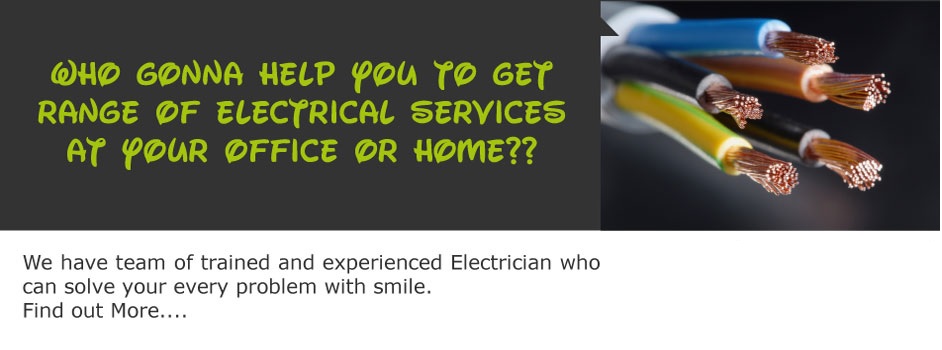 WHO GONNA HELP YOU TO GET
RANGE OF ELECTRICAL SERVICES
AT YOUR OFFICE OR HOME??
We have team of trained and experienced Electrician who
can solve your every problem with smile.
Find out More....